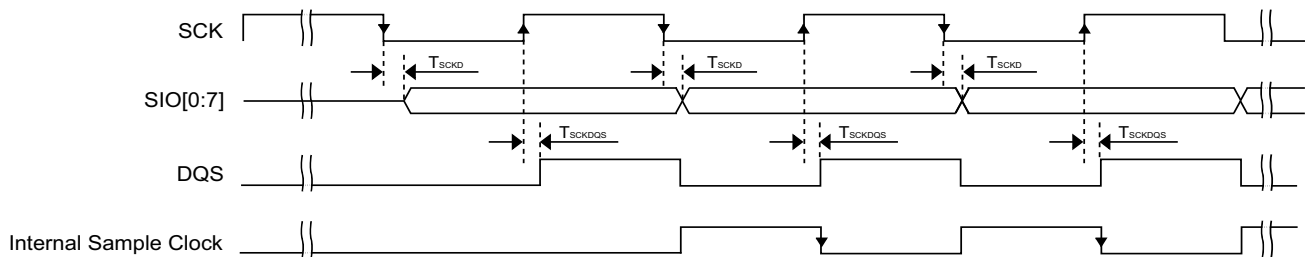 SCK
TSCKD TSCKD TSCKD
SIO[0:7]
TSCKDQS TSCKDQS TSCKDQS
DQS
Internal Sample Clock